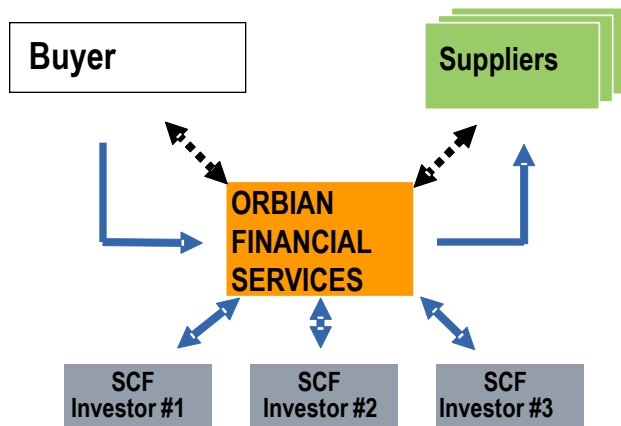 Buyer
Suppliers
ORBIAN
FINANCIAL
SERVICES
SCF
Investor #1
SCF
Investor #2
SCF
Investor #3